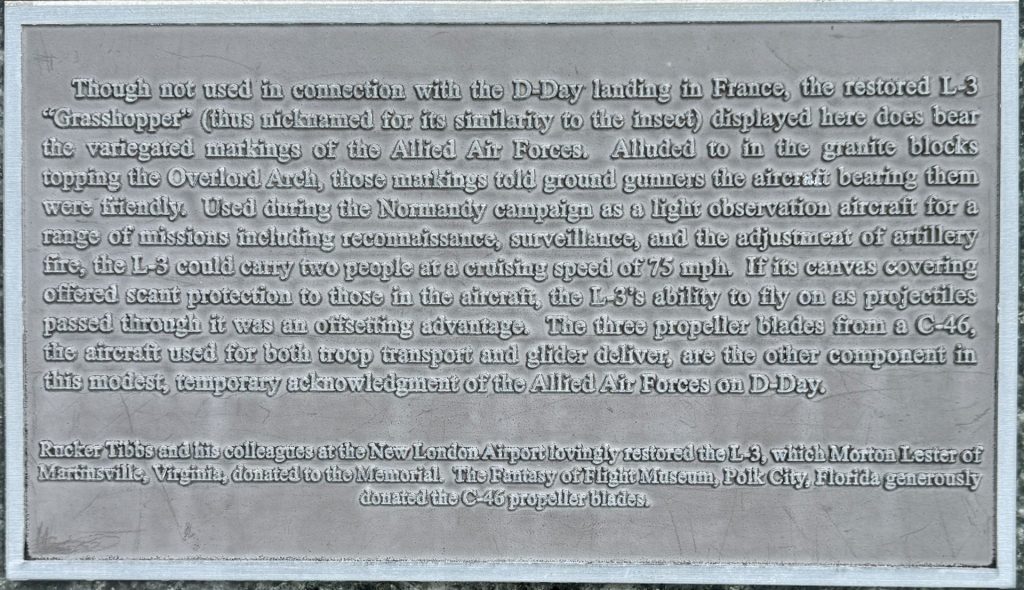 Though not used in connection with the D-Day landing in France, the restored L-3
“Grasshopper” (thus nicknamed for its similarity to the insect) displayed here does bear
the variegated markings of the Allied Air Forces. Alluded to in the granite blocks
topping the Overlord Arch, those markings told ground gunners the aircraft bearing them
were friendly. Used during the Normandy campaign as a light observation aircraft for a
range of missions including reconnaissance, surveillance, and the adjustment of artillery
fire, the L-3 could carry two people at a cruising speed of 75 mph. If its canvas covering
offered scant protection to those in the aircraft, the L-3’s ability to fly on as projectiles
passed through it was an offsetting advantage. The three propeller blades from a C-46,
the aircraft used for both troop transport and glider deliver, are the other component in
this modest, temporary acknowledgment of the Allied Air Forces on D-Day.
Rucker Tibbs and his colleagues at the New London Airport lovingly restored the L-3, which Morton Lester of
Martinsville, Virginia, donated to the Memorial. The Fantasy of Flight Museum, Polk City, Florida generously
donated the C-46 propeller blades.